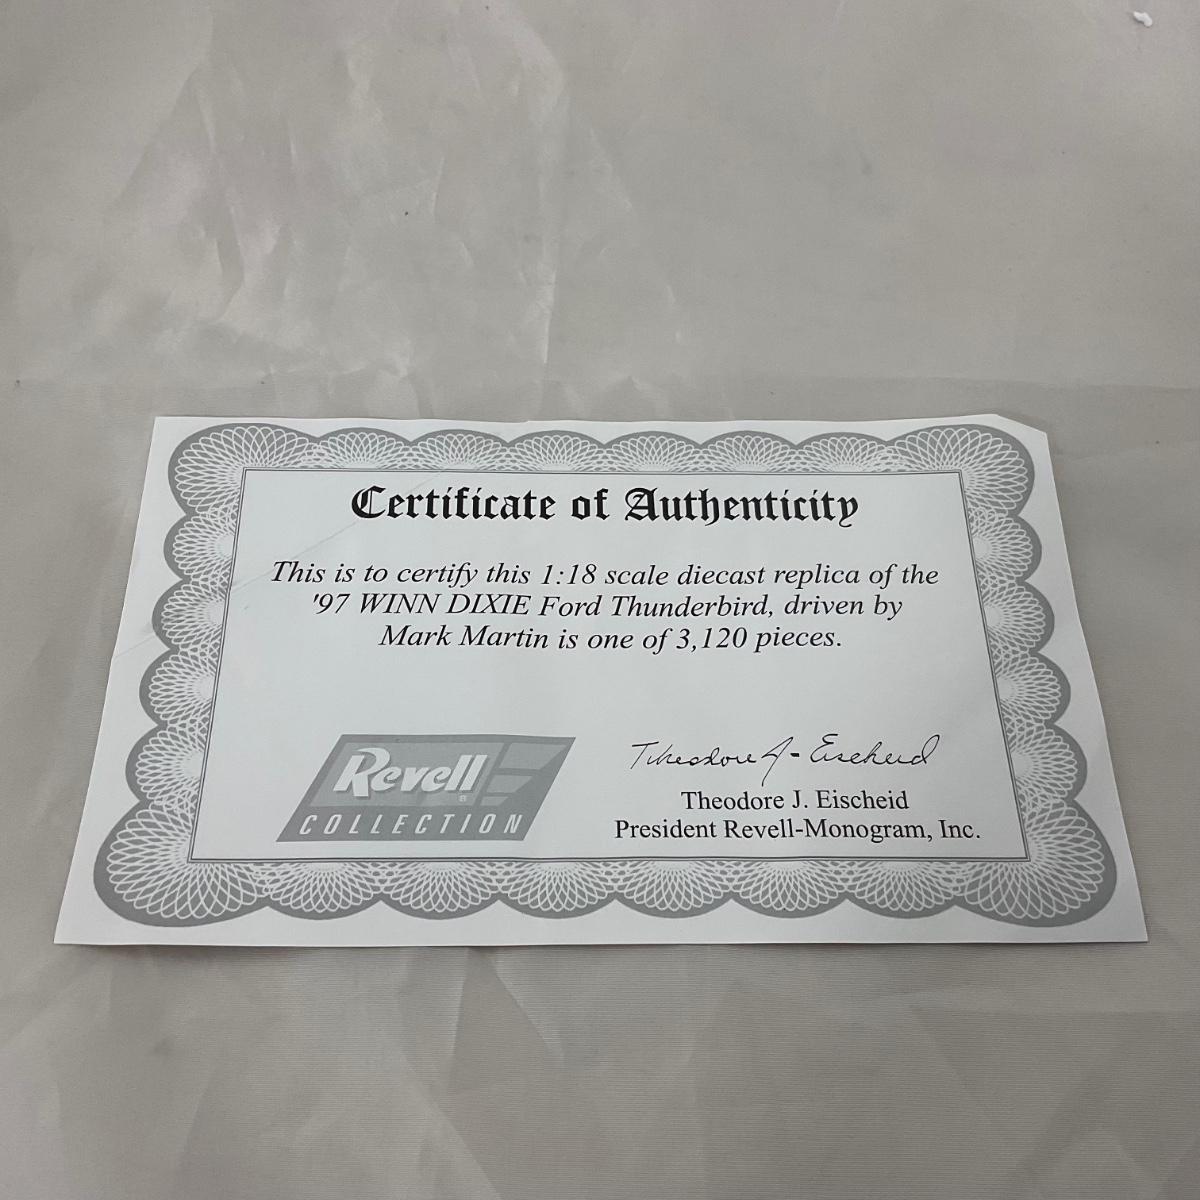 Certificate of Authenticity
This is to certify this 1:18 scale diecast replica of the
'97 WINN DIXIE Ford Thunderbird, driven by
Mark Martin is one of 3,120 pieces.
Revell®
COLLECTION
Theodore J. Eischeid
Theodore J. Eischeid
President Revell-Monogram, Inc.